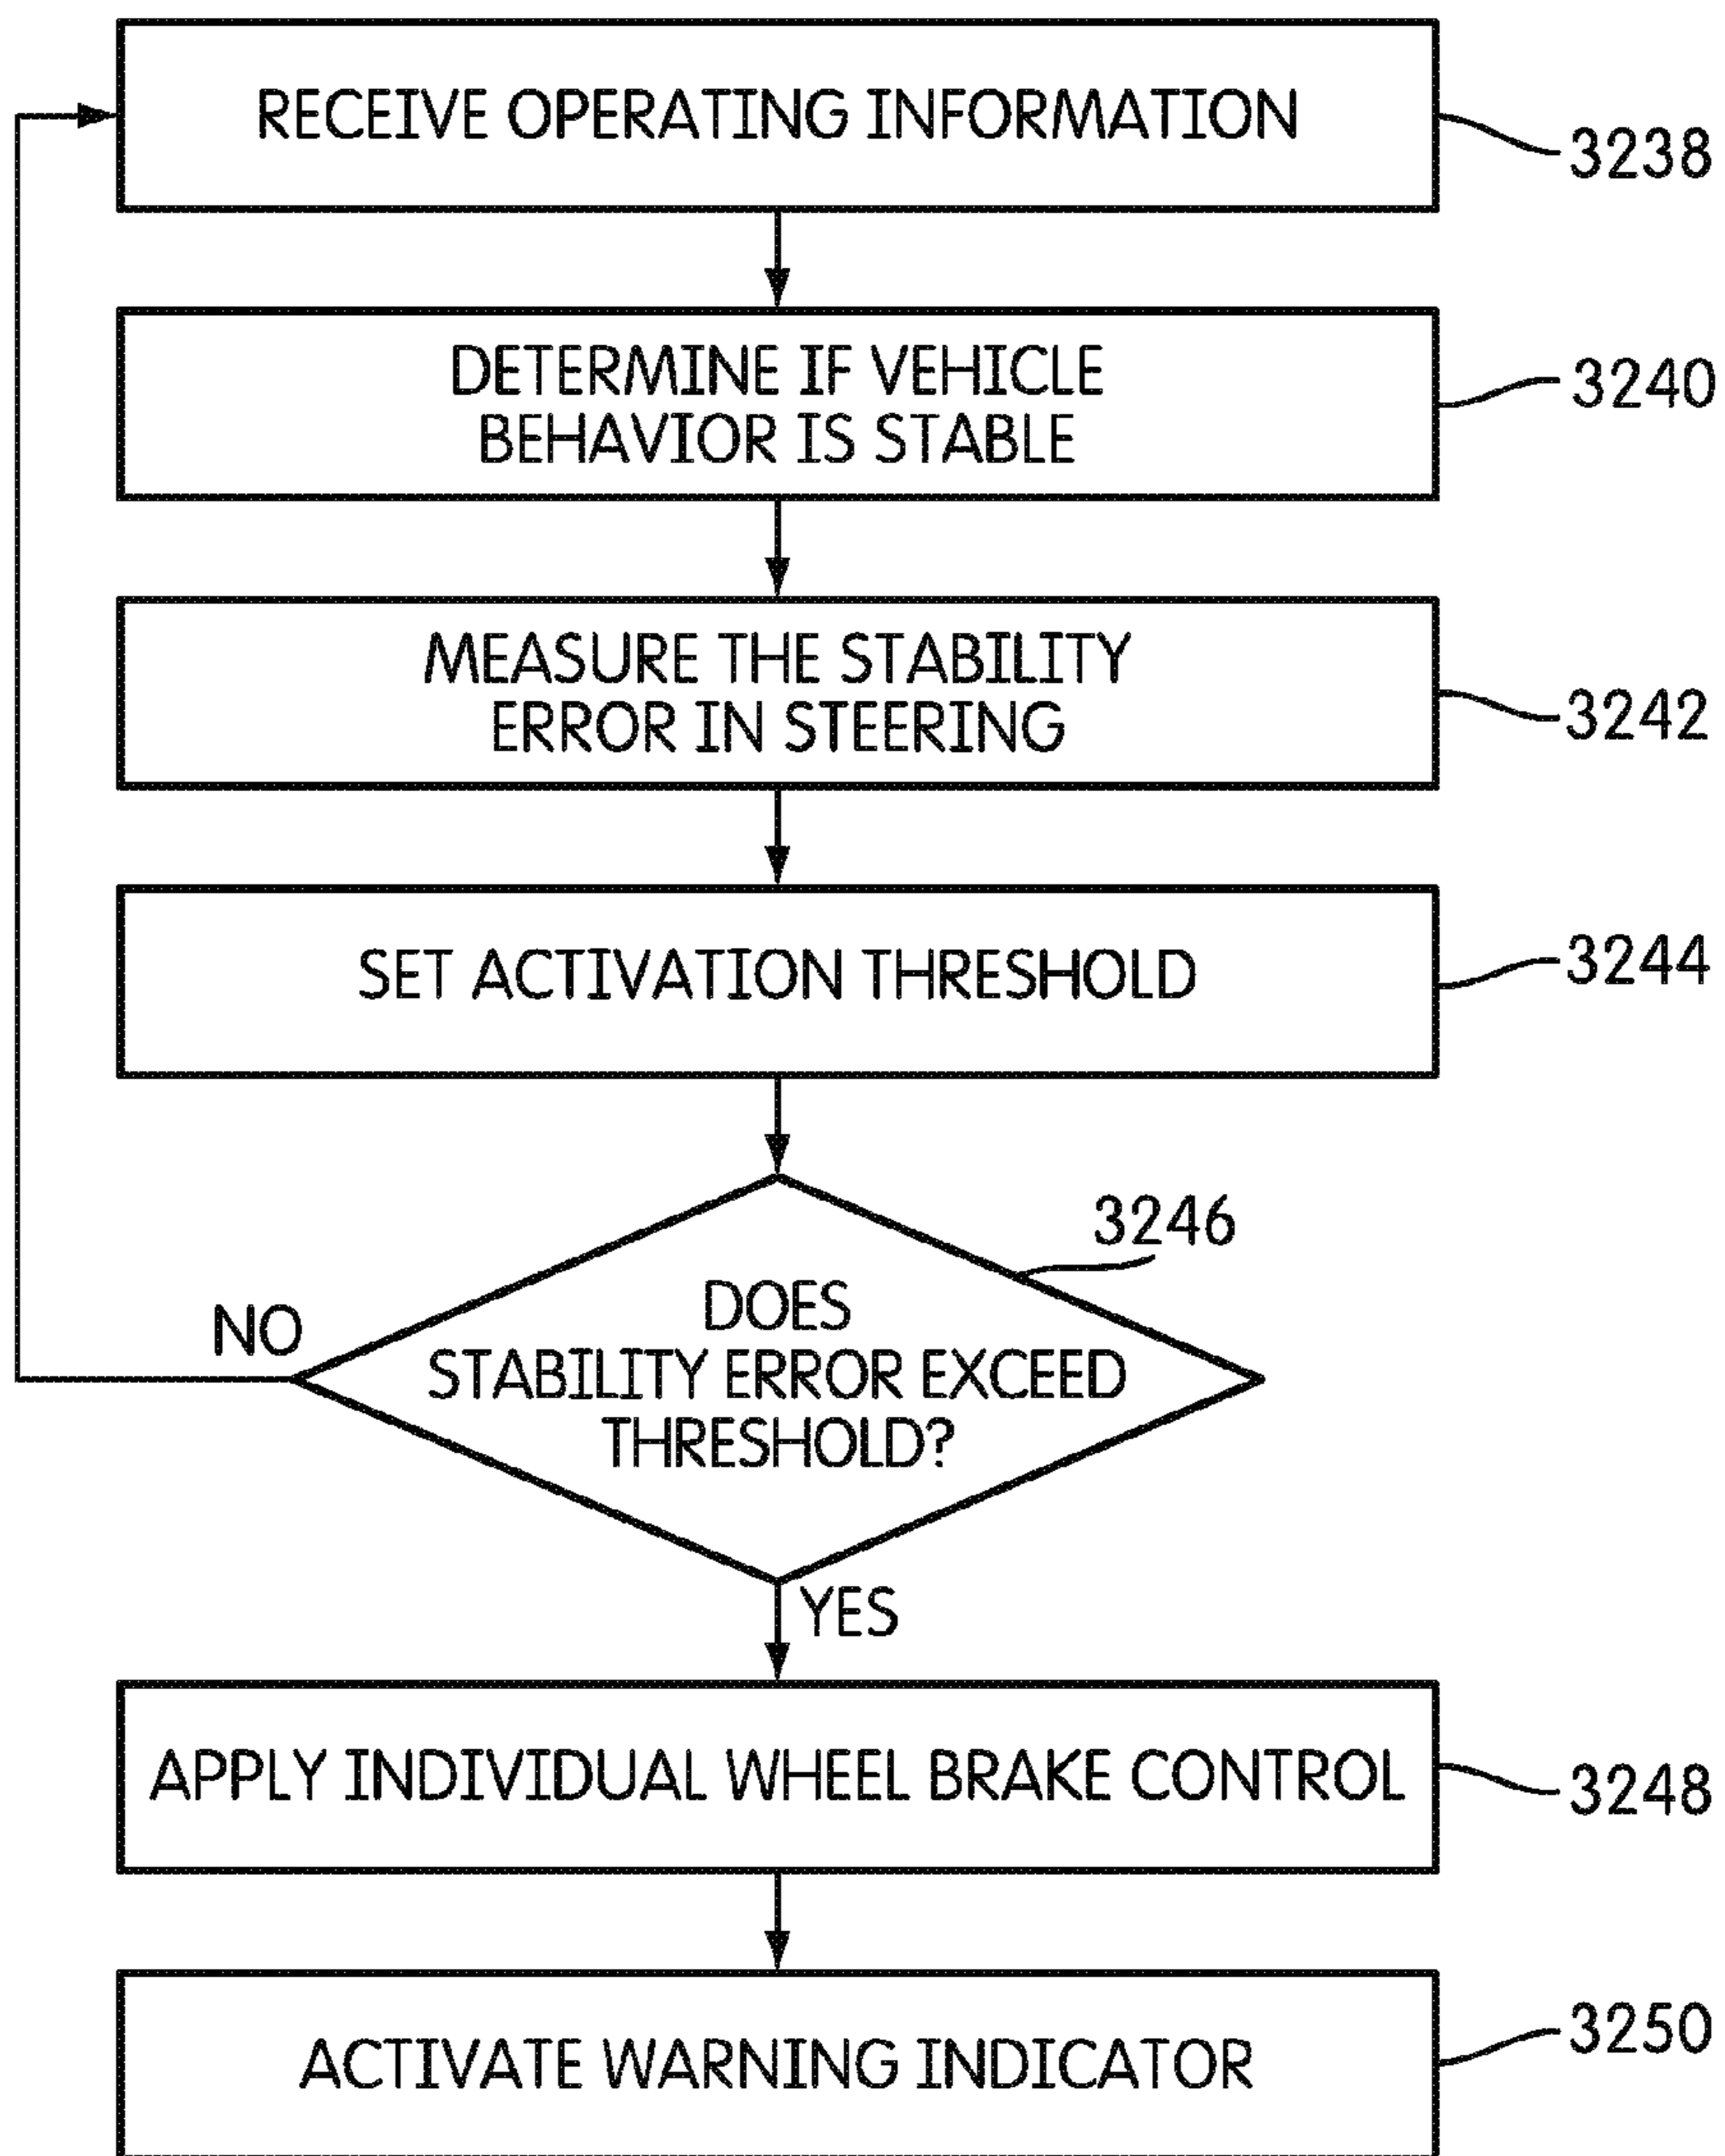 RECEIVE OPERATING INFORMATION
3238
DETERMINE IF VEHICLE
BEHAVIOR IS STABLE
3240
MEASURE THE STABILITY
ERROR IN STEERING
3242
SET ACTIVATION THRESHOLD
3244
3246
DOES
STABILITY ERROR EXCEED
THRESHOLD?
NO
YES
APPLY INDIVIDUAL WHEEL BRAKE CONTROL
3248
ACTIVATE WARNING INDICATOR
3250